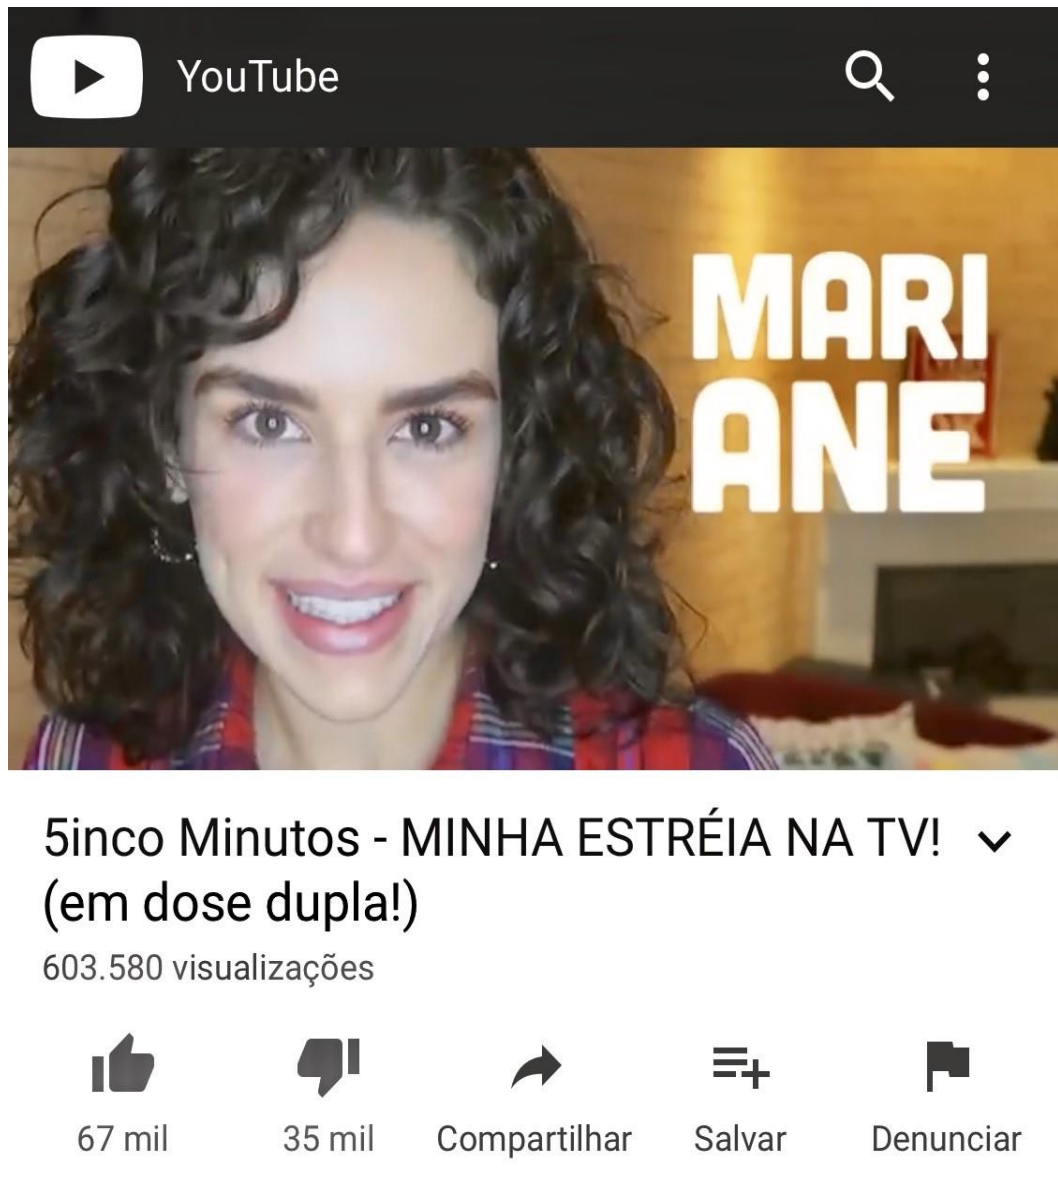 YouTube
MARI
ANE
5inco Minutos - MINHA ESTRÉIA NA TV!
(em dose dupla!)
603.580 visualizações
67 mil 35 mil Compartilhar Salvar Denunciar